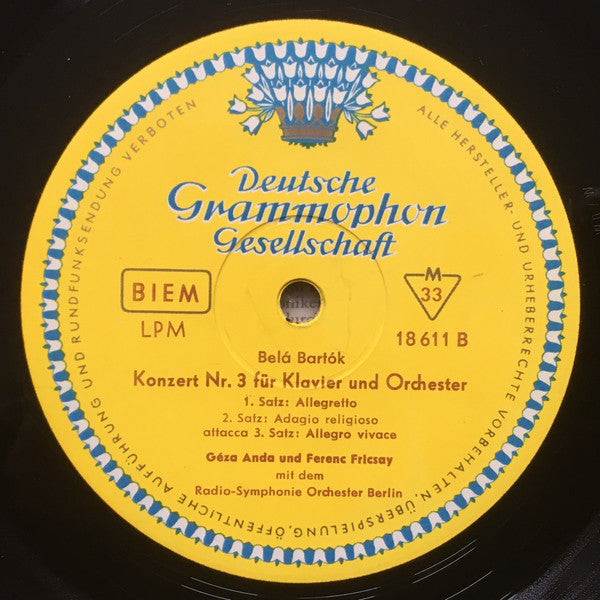 ALLE HERSTELLER- UND URHEBERRECHTE VORBEHALTEN, ÜBERSPIELUNG, ÖFFENTLICHE AUFFÜHRUNG UND RUNDFUNKSENDUNG VERBOTEN
Deutsche
Grammophon
Gesellschaft
BIEM
LPM
M
33
18 611 B
Belá Bartók
Konzert Nr. 3 für Klavier und Orchester
1. Satz: Allegretto
2. Satz: Adagio religioso
attacca 3. Satz: Allegro vivace
Géza Anda und Ferenc Fricsay
mit dem
Radio-Symphonie Orchester Berlin